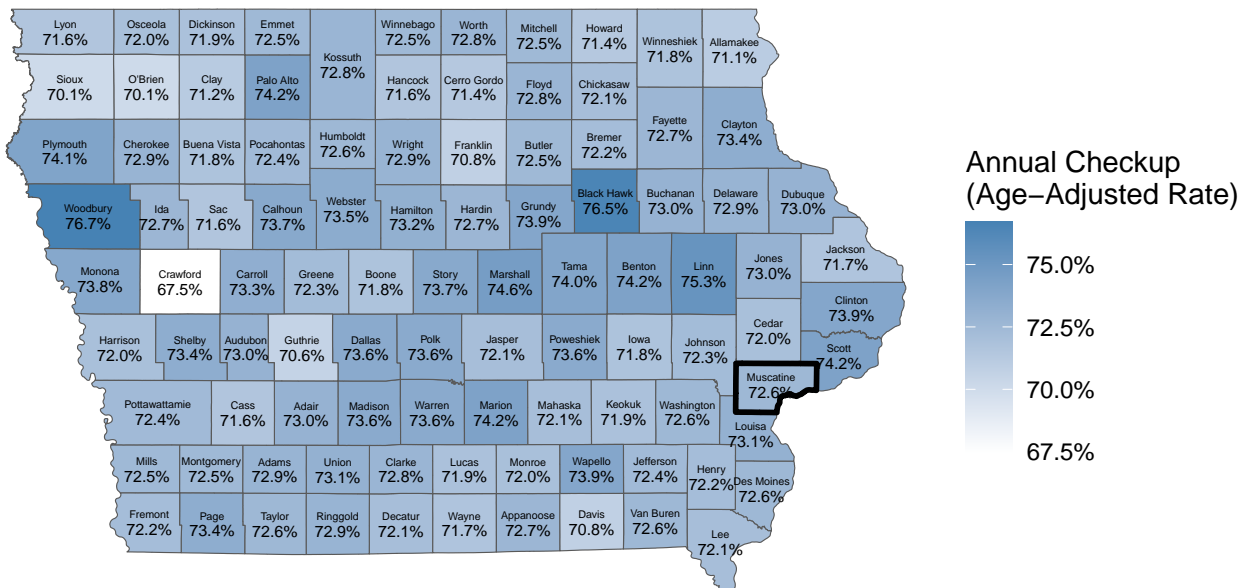 Lyon
71.6%
Osceola
72.0%
Dickinson
71.9%
Emmet
72.5%
Kossuth
72.8%
Winnebago
72.5%
Worth
72.8%
Mitchell
72.5%
Howard
71.4%
Winneshiek
71.8%
Allamakee
71.1%
Sioux
70.1%
O'Brien
70.1%
Clay
71.2%
Palo Alto
74.2%
Hancock
71.6%
Cerro Gordo
71.4%
Floyd
72.8%
Chickasaw
72.1%
Plymouth
74.1%
Cherokee
72.9%
Buena Vista
71.8%
Pocahontas
72.4%
Humboldt
72.6%
Wright
72.9%
Franklin
70.8%
Butler
72.5%
Bremer
72.2%
Fayette
72.7%
Clayton
73.4%
Woodbury
76.7%
Ida
72.7%
Sac
71.6%
Calhoun
73.7%
Webster
73.5%
Hamilton
73.2%
Hardin
72.7%
Grundy
73.9%
Black Hawk
76.5%
Buchanan
73.0%
Delaware
72.9%
Dubuque
73.0%
Monona
73.8%
Crawford
67.5%
Carroll
73.3%
Greene
72.3%
Boone
71.8%
Story
73.7%
Marshall
74.6%
Tama
74.0%
Benton
74.2%
Linn
75.3%
Jones
73.0%
Jackson
71.7%
Clinton
73.9%
Harrison
72.0%
Shelby
73.4%
Audubon
73.0%
Guthrie
70.6%
Dallas
73.6%
Polk
73.6%
Jasper
72.1%
Poweshiek
73.6%
Iowa
71.8%
Johnson
72.3%
Cedar
72.0%
Scott
74.2%
Muscatine
72.6%
Pottawattamie
72.4%
Cass
71.6%
Adair
73.0%
Madison
73.6%
Warren
73.6%
Marion
74.2%
Mahaska
72.1%
Keokuk
71.9%
Washington
72.6%
Louisa
73.1%
Mills
72.5%
Montgomery
72.5%
Adams
72.9%
Union
73.1%
Clarke
72.8%
Lucas
71.9%
Monroe
72.0%
Wapello
73.9%
Jefferson
72.4%
Henry
72.2%
Des Moines
72.6%
Fremont
72.2%
Page
73.4%
Taylor
72.6%
Ringgold
72.9%
Decatur
72.1%
Wayne
71.7%
Appanoose
72.7%
Davis
70.8%
Van Buren
72.6%
Lee
72.1%
Annual Checkup
(Age−Adjusted Rate)
75.0%
72.5%
70.0%
67.5%